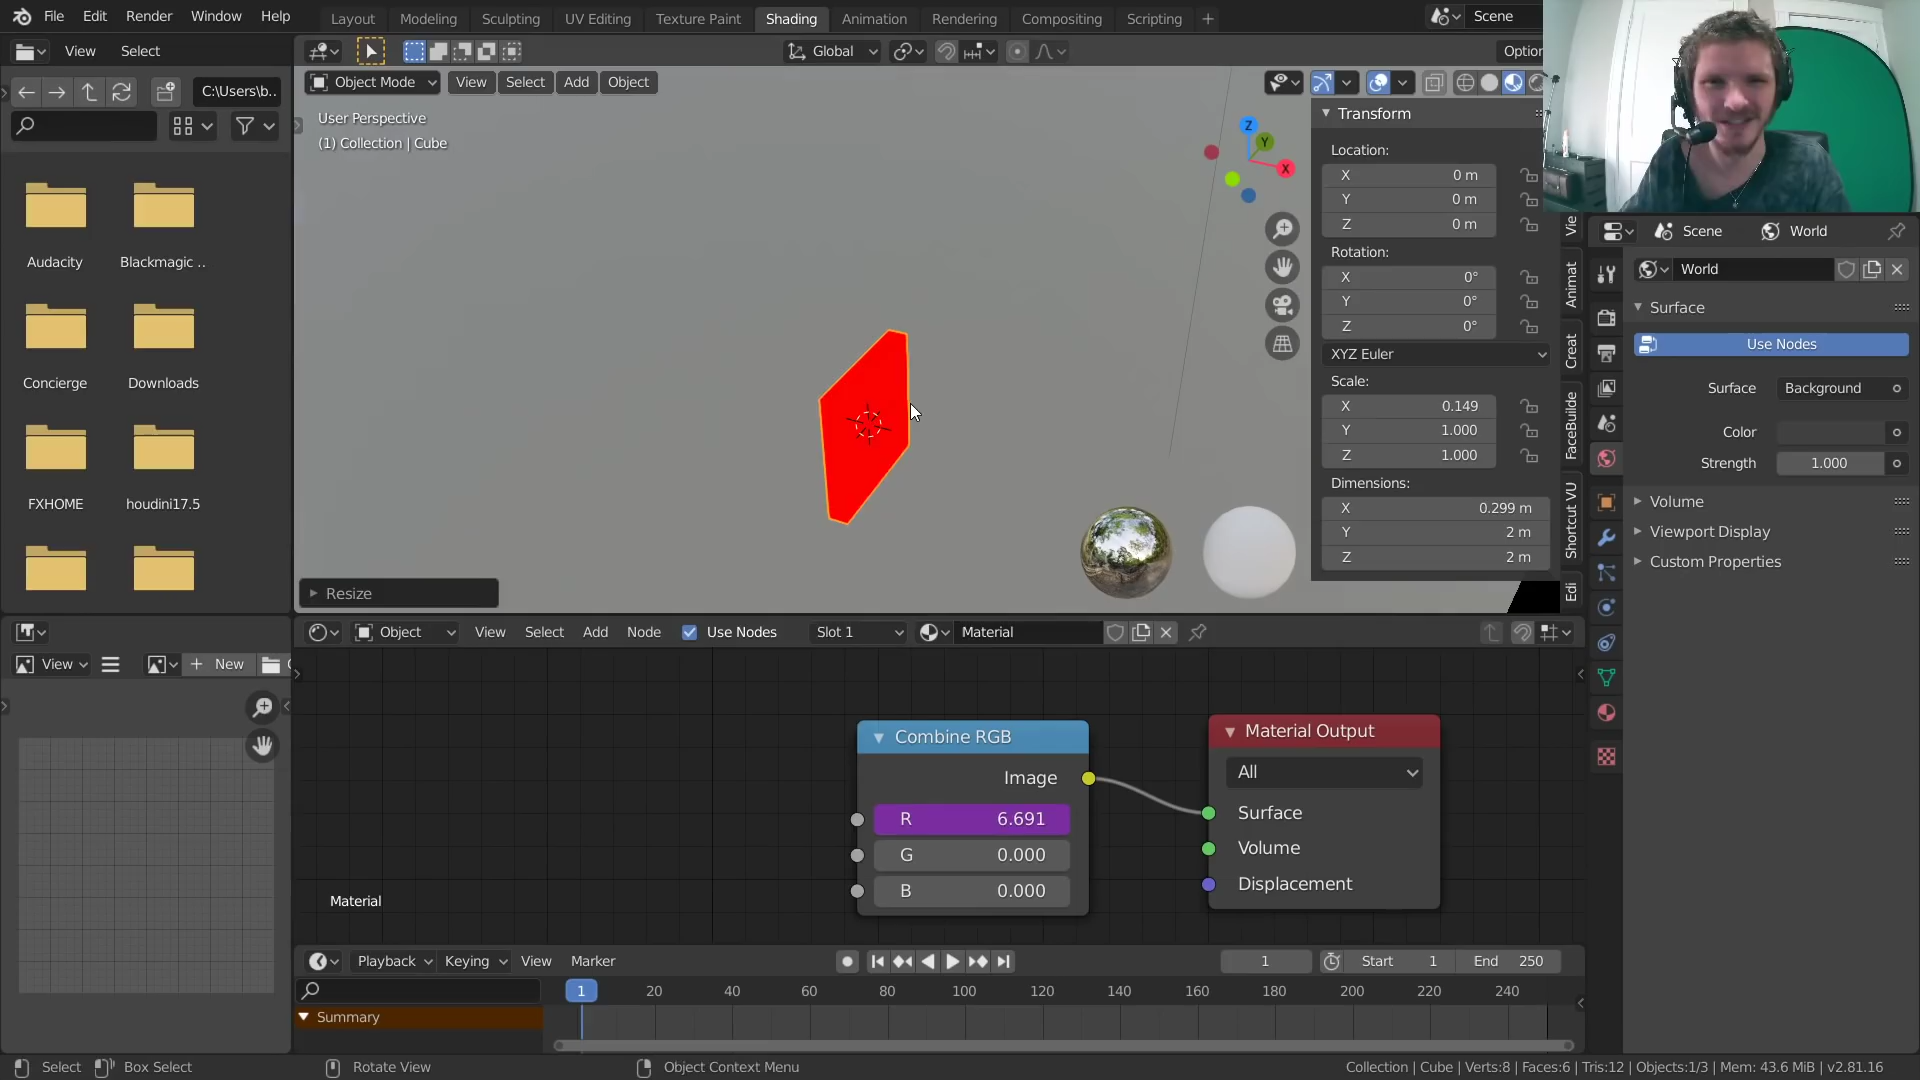 File Edit Render Window Help
Layout Modeling Sculpting UV Editing Texture Paint Shading Animation Rendering Compositing Scripting +
Scene
View Select
Global
Object Mode View Select Add Object
C:\Users\b..
User Perspective
(1) Collection | Cube
Z
Y
X
Audacity Blackmagic ..
Concierge Downloads
FXHOME houdini17.5
Resize
Transform
Location:
X 0 m
Y 0 m
Z 0 m
Rotation:
X 0°
Y 0°
Z 0°
XYZ Euler
Scale:
X 0.149
Y 1.000
Z 1.000
Dimensions:
X 0.299 m
Y 2 m
Z 2 m
Vie
Animat
Creat
FaceBuilde
Shortcut VU
Edi
Scene World
World
Surface
Use Nodes
Surface Background
Color
Strength 1.000
Volume
Viewport Display
Custom Properties
View + New
Object View Select Add Node Use Nodes Slot 1 Material
Combine RGB
Image
R 6.691
G 0.000
B 0.000
Material Output
All
Surface
Volume
Displacement
Material
Playback Keying View Marker
1 Start 1 End 250
1 20 40 60 80 100 120 140 160 180 200 220 240
Summary
Select Box Select Rotate View Object Context Menu
Collection | Cube | Verts:8 | Faces:6 | Tris:12 | Objects:1/3 | Mem: 43.6 MiB | v2.81.16